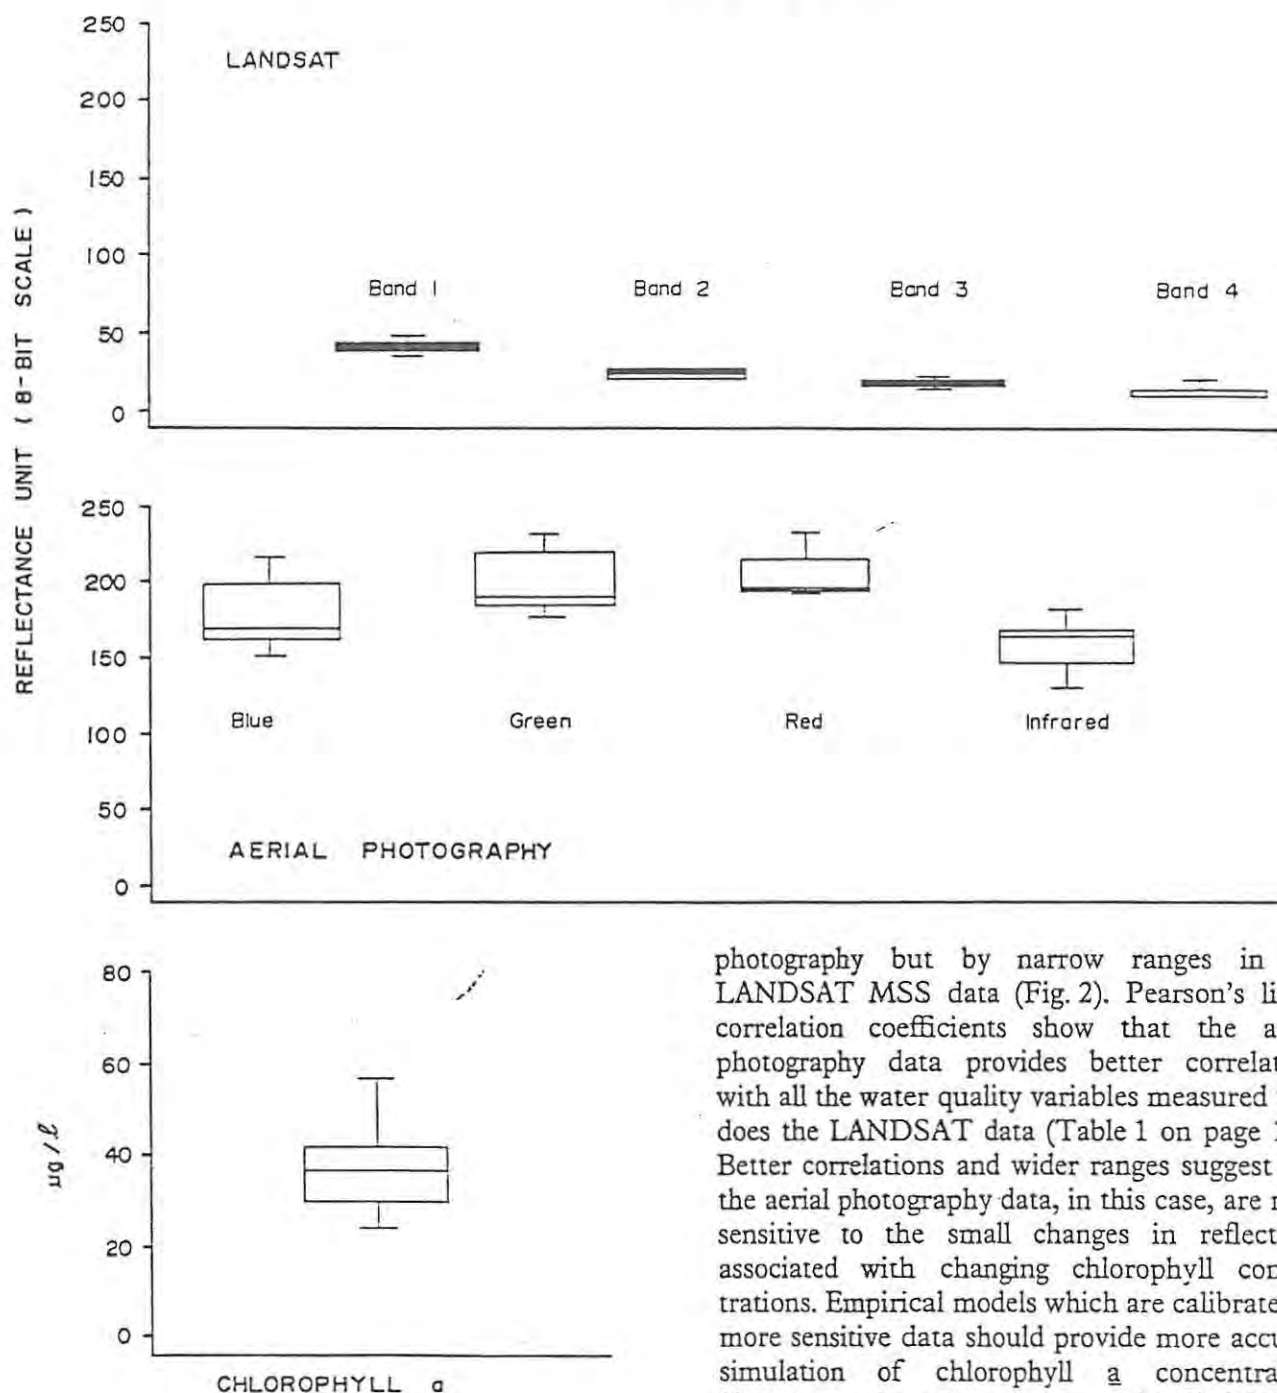 250
LANDSAT
200
150
100
Band 1 Band 2 Band 3 Band 4
50
0
REFLECTANCE UNIT ( 8-BIT SCALE )
250
200
150
Blue Green Red Infrared
100
50
AERIAL PHOTOGRAPHY
0
80
60
40
20
0
µg/ℓ
CHLOROPHYLL a
photography but by narrow ranges in
LANDSAT MSS data (Fig. 2). Pearson's li
correlation coefficients show that the a
photography data provides better correlat
with all the water quality variables measured
does the LANDSAT data (Table 1 on page
Better correlations and wider ranges suggest
the aerial photography data, in this case, are
sensitive to the small changes in reflect
associated with changing chlorophyll con
trations. Empirical models which are calibrate
more sensitive data should provide more accu
simulation of chlorophyll a concentra